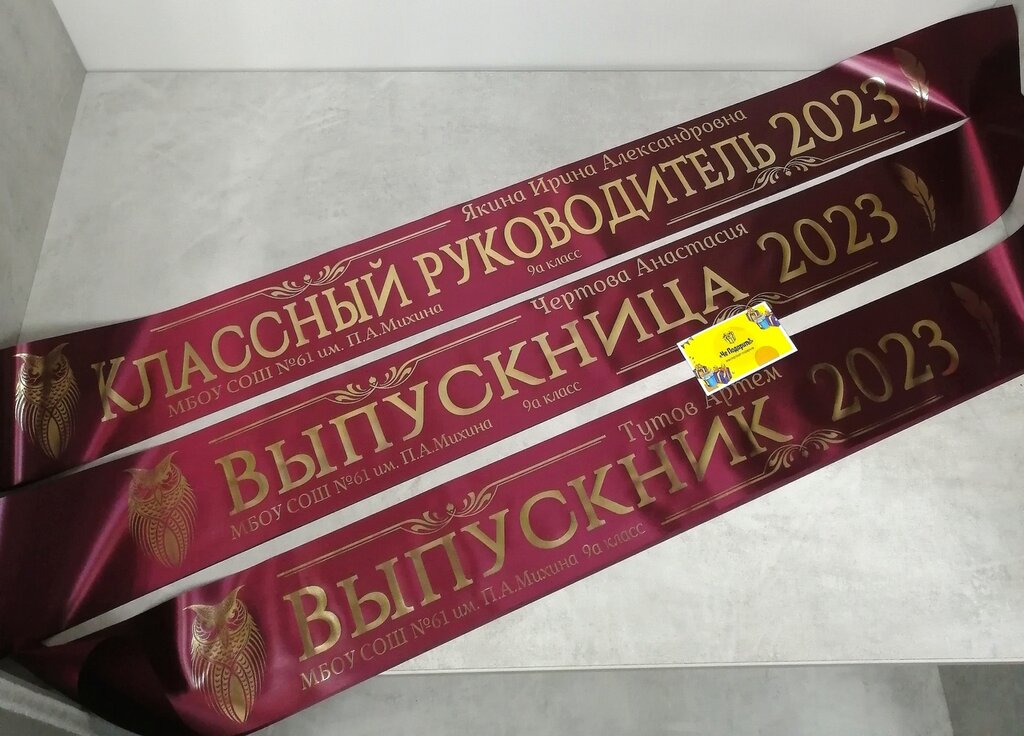 Якина Ирина Александровна
КЛАССНЫЙ РУКОВОДИТЕЛЬ 2023
МБОУ СОШ №61 им. П.А.Михина
9а класс
Чертова Анастасия
ВЫПУСКНИЦА 2023
МБОУ СОШ №61 им. П.А.Михина
9а класс
Тутов Артем
ВЫПУСКНИК 2023
МБОУ СОШ №61 им. П.А.Михина 9а класс